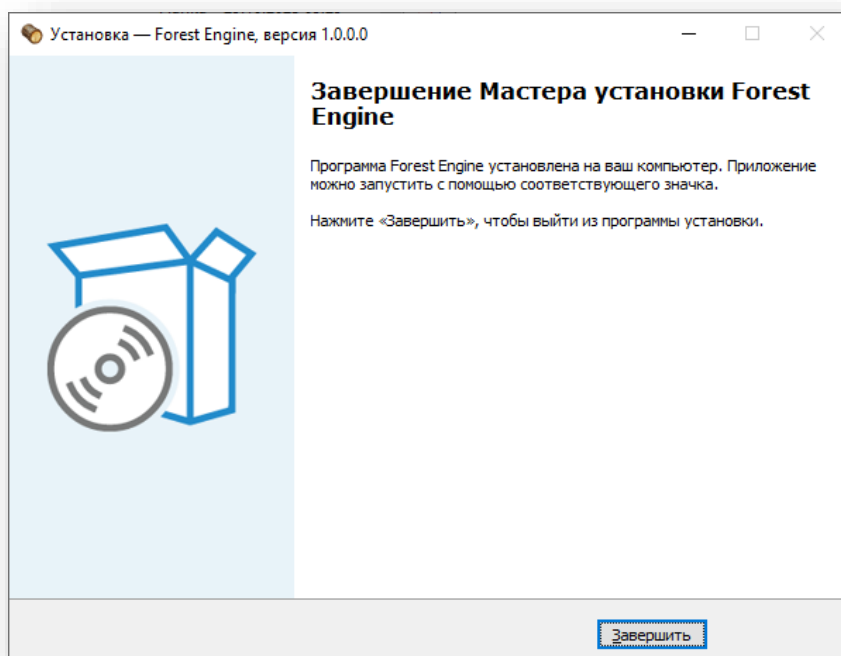 Установка — Forest Engine, версия 1.0.0.0
Завершение Мастера установки Forest
Engine
Программа Forest Engine установлена на ваш компьютер. Приложение
можно запустить с помощью соответствующего значка.
Нажмите «Завершить», чтобы выйти из программы установки.
Завершить